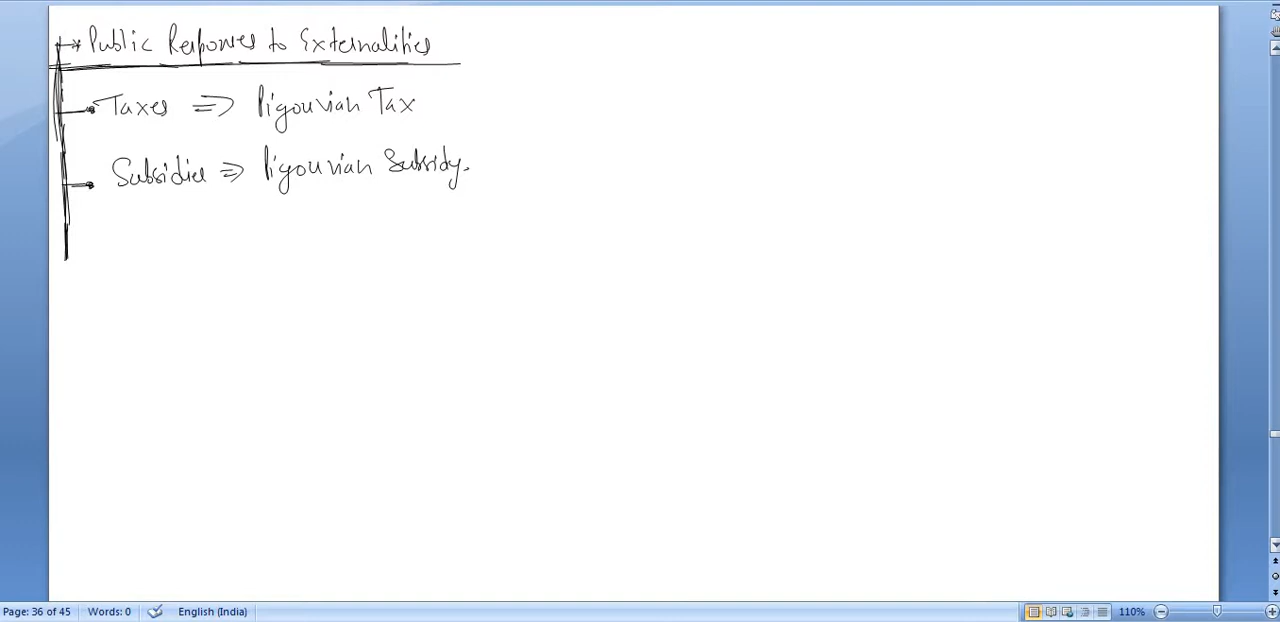 Public Responses to Externalities
Taxes => Pigouvian Tax
Subsidies => Pigouvian Subsidy.
Page: 36 of 45 Words: 0 English (India) 110%